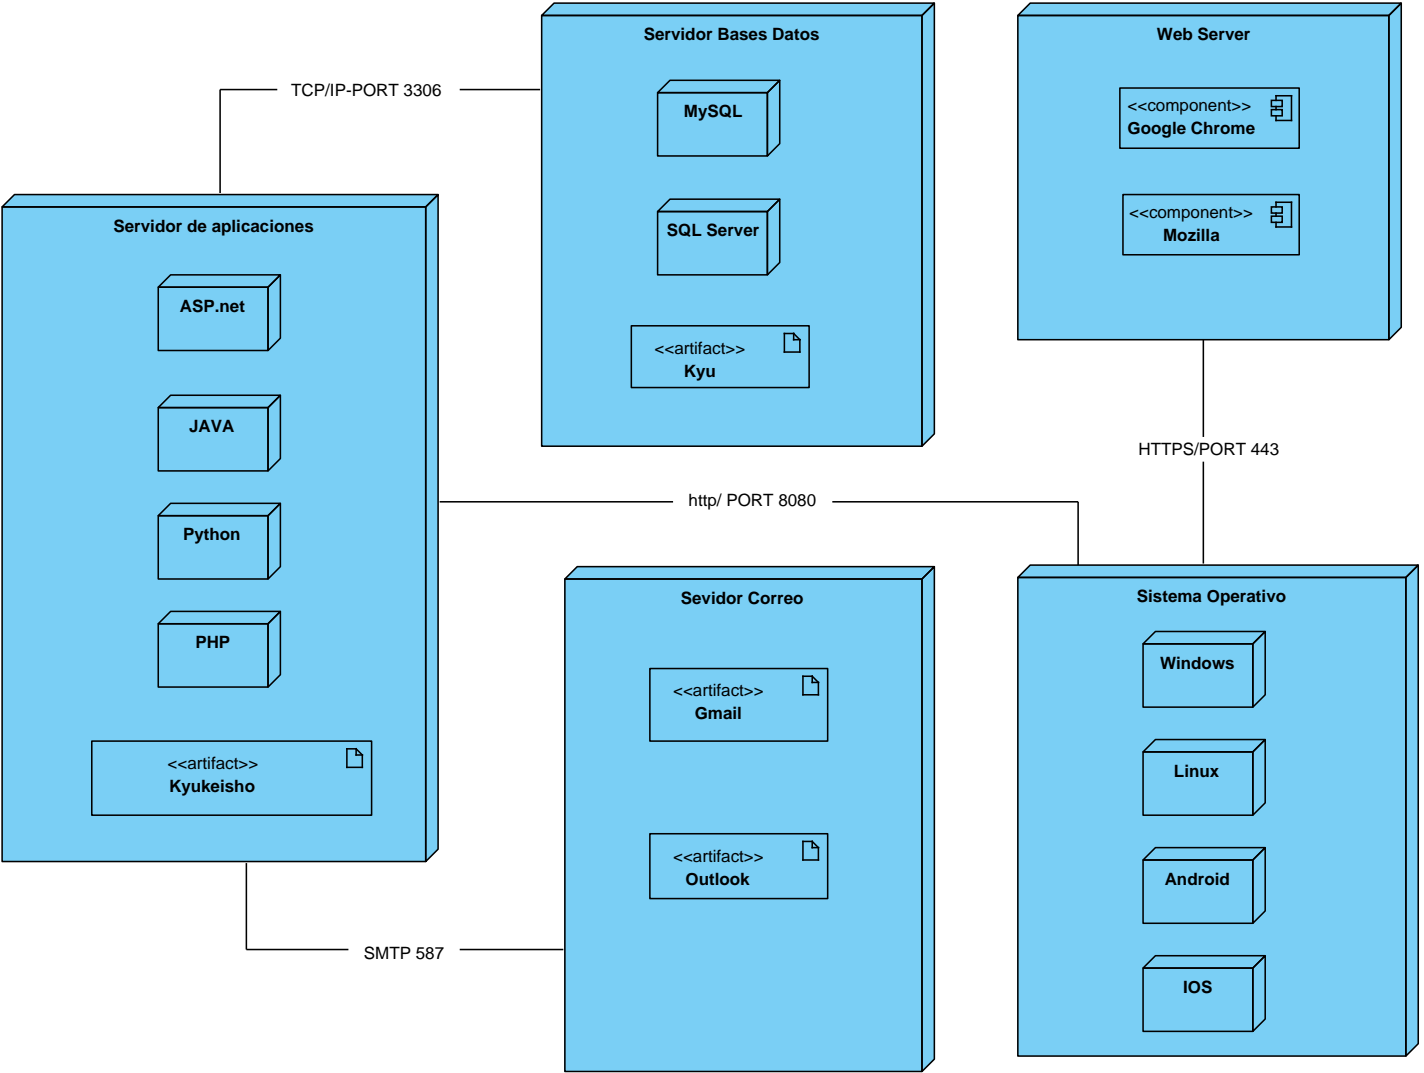 Servidor Bases Datos
MySQL
SQL Server
<<artifact>>
Kyu
Web Server
<<component>>
Google Chrome
<<component>>
Mozilla
TCP/IP-PORT 3306
Servidor de aplicaciones
ASP.net
JAVA
Python
PHP
<<artifact>>
Kyukeisho
HTTPS/PORT 443
http/ PORT 8080
Sevidor Correo
<<artifact>>
Gmail
<<artifact>>
Outlook
SMTP 587
Sistema Operativo
Windows
Linux
Android
IOS